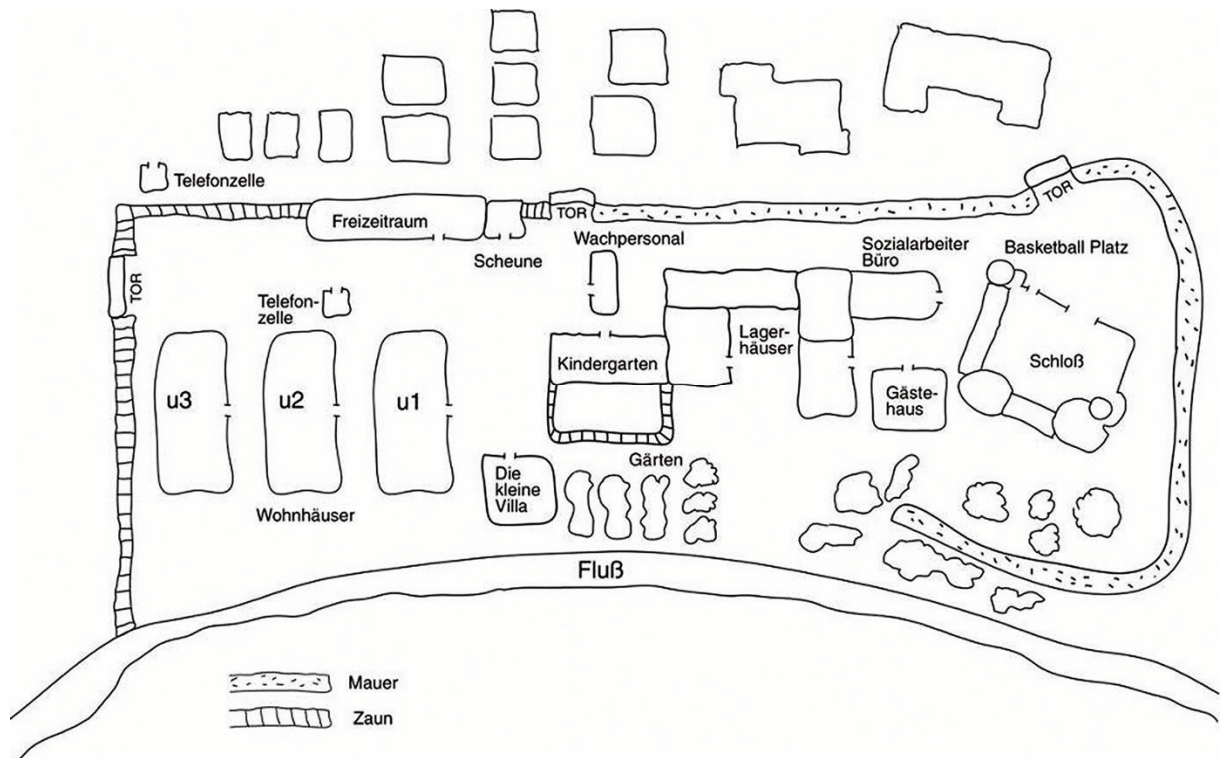 Telefonzelle
TOR
TOR
Freizeitraum
Scheune
Wachpersonal
Sozialarbeiter
Büro
Basketball Platz
TOR
Telefon-
zelle
Lager-
häuser
Kindergarten
Schloß
Gäste-
haus
u3
u2
u1
Wohnhäuser
Die
kleine
Villa
Gärten
Fluß
Mauer
Zaun